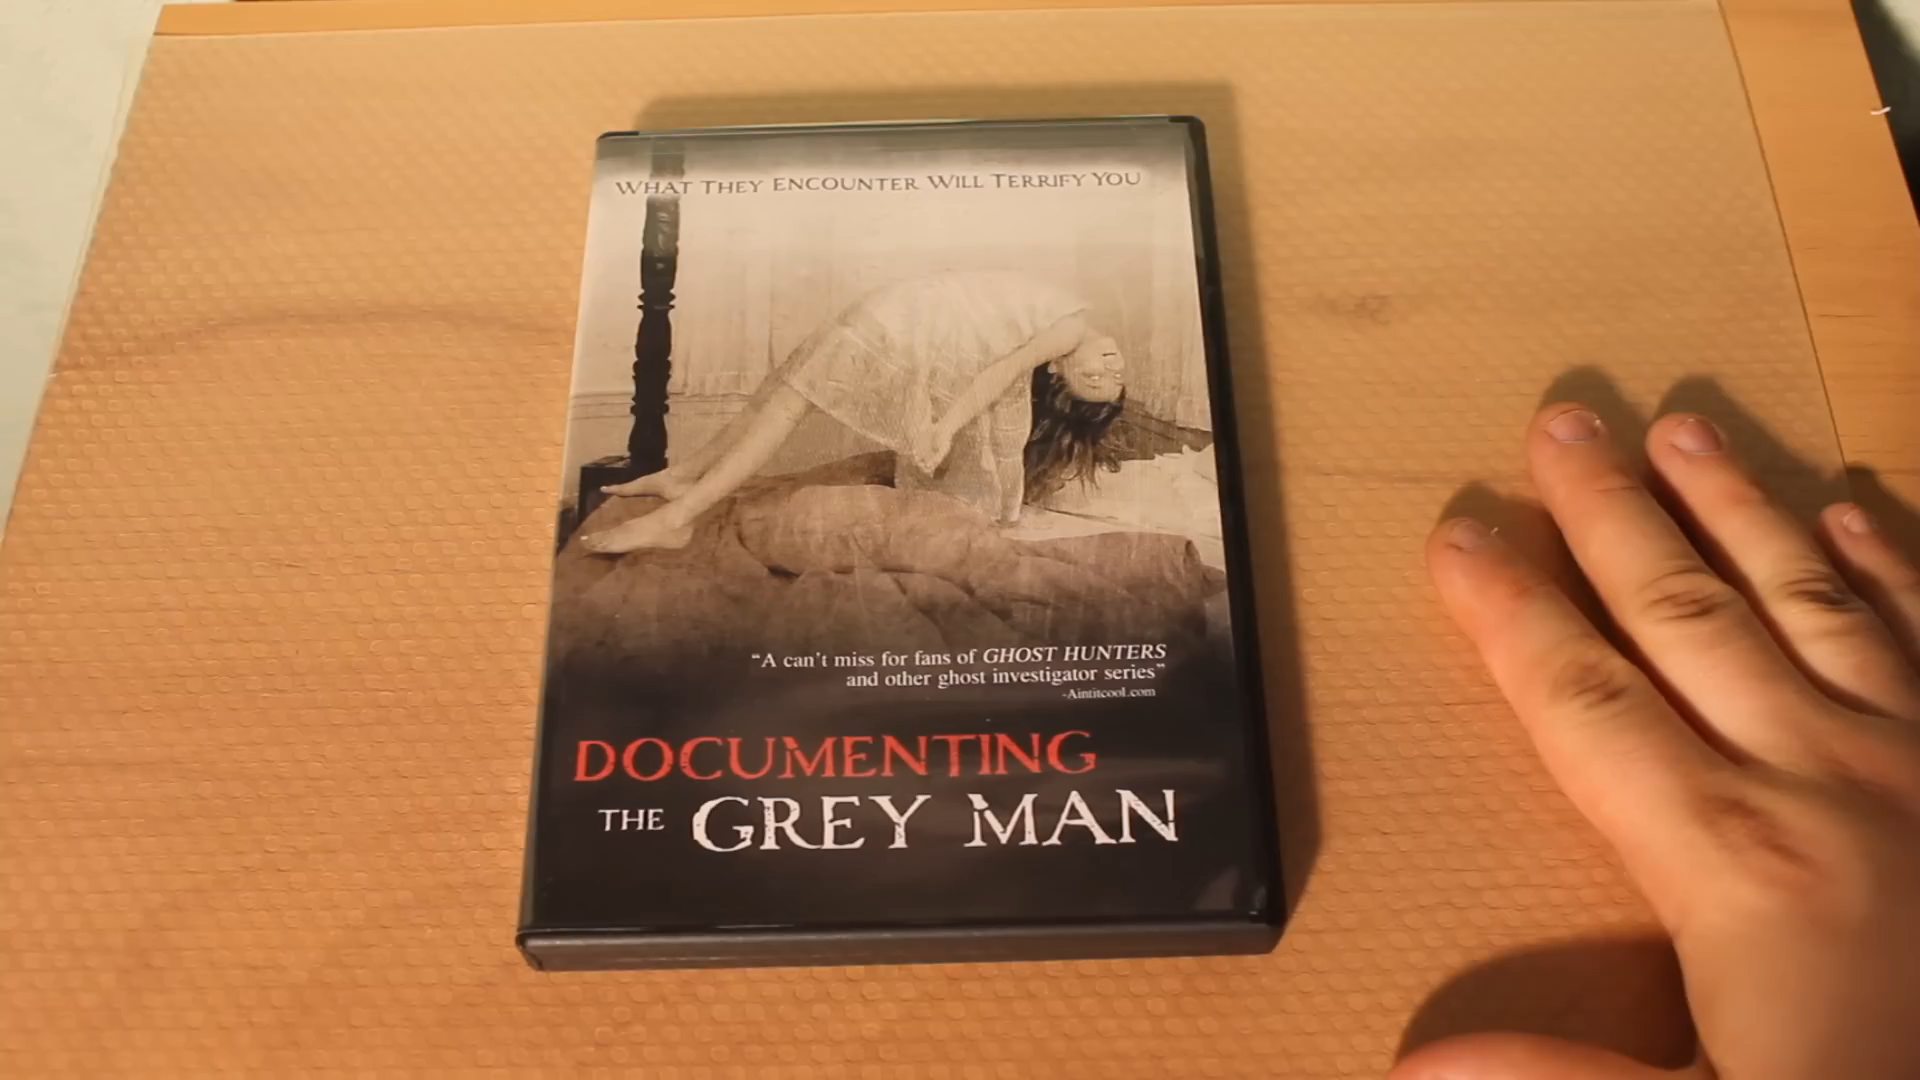 WHAT THEY ENCOUNTER WILL TERRIFY YOU
“A can’t miss for fans of GHOST HUNTERS
and other ghost investigator series”
-Aintitcool.com
DOCUMENTING
THE GREY MAN